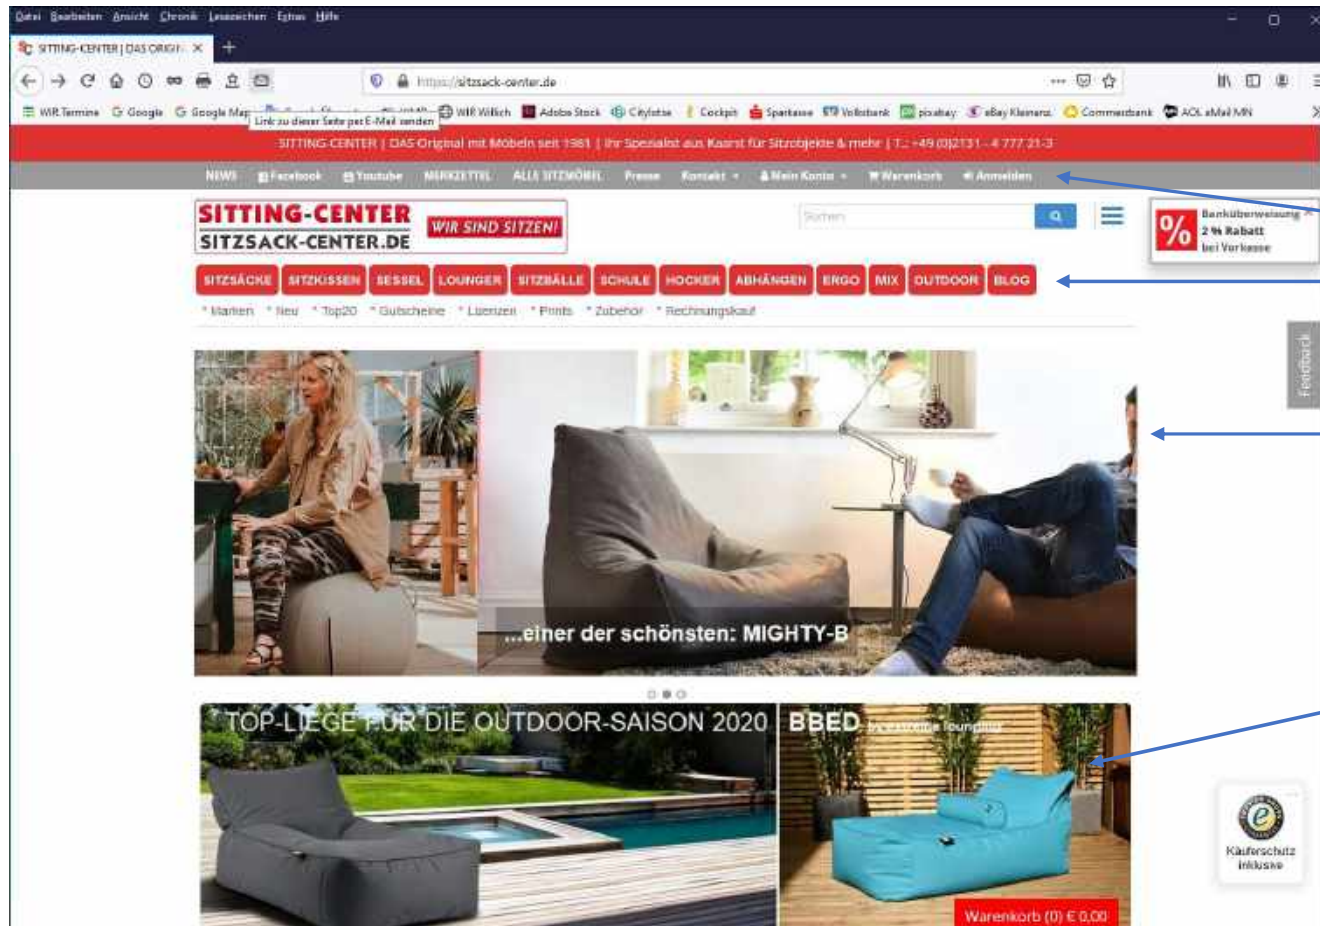 Datei Bearbeiten Ansicht Chronik Lesezeichen Extras Hilfe
SITTING-CENTER | DAS ORIGIN
https://sitzsack-center.de
WIR Termine Google Google Map WIR Willich Adobe Stock Citylotse Cockpit Sparkasse Volksbank pixabay eBay Kleinanz. Commerzbank AOL eMail MN
Link zu dieser Seite per E-Mail senden
SITTING-CENTER | DAS Original mit Möbeln seit 1981 | Ihr Spezialist aus Kaarst für Sitzobjekte & mehr | T.: +49 (0)2131 - 4 777 21-3
NEWS Facebook Youtube MERKZETTEL ALLE SITZMÖBEL Presse Kontakt Mein Konto Warenkorb Anmelden
SITTING-CENTER
SITZSACK-CENTER.DE
WIR SIND SITZEN!
Suchen
% Banküberweisung
2 % Rabatt
bei Vorkasse
SITZSÄCKE SITZKISSEN SESSEL LOUNGER SITZBÄLLE SCHULE HOCKER ABHÄNGEN ERGO MIX OUTDOOR BLOG
* Marken * Neu * Top20 * Gutscheine * Lizenzen * Prints * Zubehör * Rechnungskauf
Feedback
...einer der schönsten: MIGHTY-B
TOP-LIEGE FÜR DIE OUTDOOR-SAISON 2020 BBED by extreme lounging
Käuferschutz
inklusive
Warenkorb (0) € 0,00